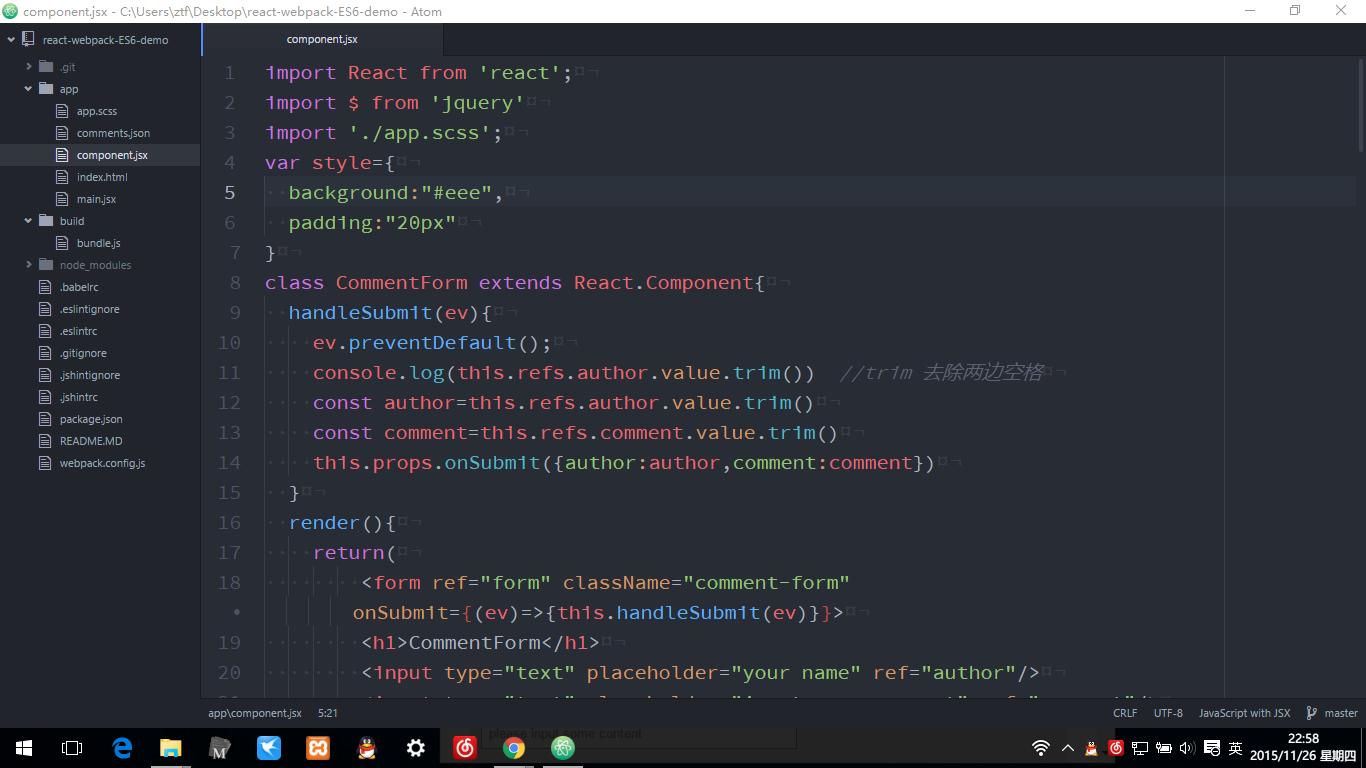 component.jsx - C:\Users\ztf\Desktop\react-webpack-ES6-demo - Atom
react-webpack-ES6-demo
.git
app
app.scss
comments.json
component.jsx
index.html
main.jsx
build
bundle.js
node_modules
.babelrc
.eslintignore
.eslintrc
.gitignore
.jshintignore
.jshintrc
package.json
README.MD
webpack.config.js
component.jsx
1 import React from 'react';¤¬
2 import $ from 'jquery'¤¬
3 import './app.scss';¤¬
4 var style={¤¬
5 ··background:"#eee",¤¬
6 ··padding:"20px"¤¬
7 }¤¬
8 class CommentForm extends React.Component{¤¬
9 ··handleSubmit(ev){¤¬
10 ····ev.preventDefault();¤¬
11 ····console.log(this.refs.author.value.trim())  //trim 去除两边空格¤¬
12 ····const author=this.refs.author.value.trim()¤¬
13 ····const comment=this.refs.comment.value.trim()¤¬
14 ····this.props.onSubmit({author:author,comment:comment})¤¬
15 ··}¤¬
16 ··render(){¤¬
17 ····return(¤¬
18 ········<form ref="form" className="comment-form"
• onSubmit={(ev)=>{this.handleSubmit(ev)}}>¤¬
19 ········<h1>CommentForm</h1>¤¬
20 ········<input type="text" placeholder="your name" ref="author"/>¤¬
app\component.jsx 5:21 CRLF UTF-8 JavaScript with JSX master
please input some content
英
22:58
2015/11/26 星期四